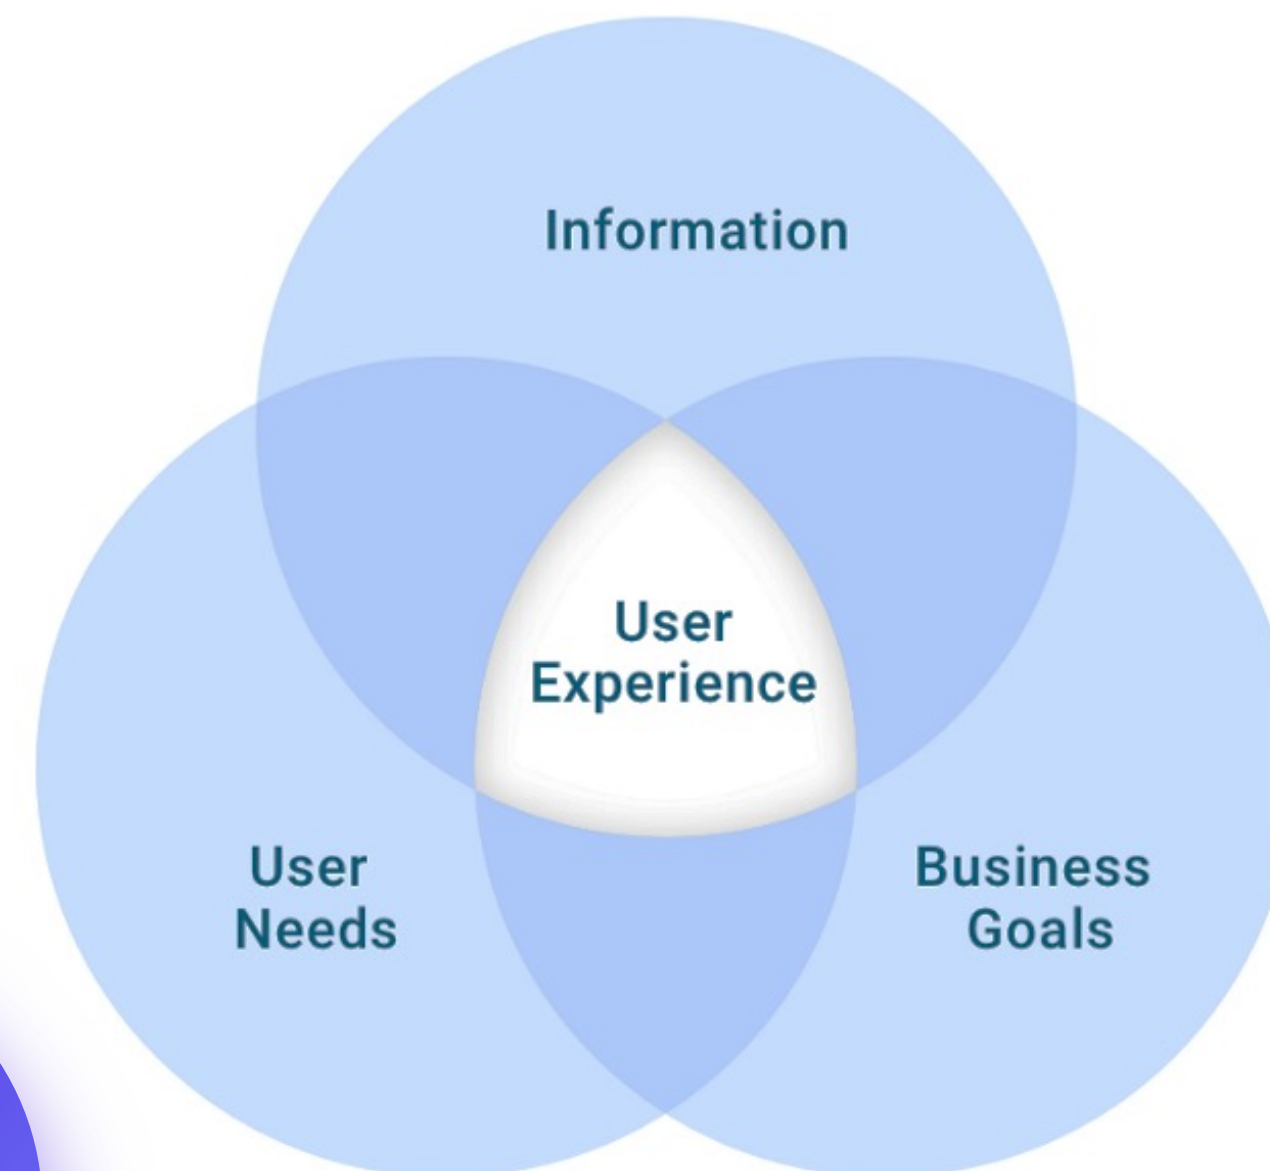 Information
User
Experience
User
Needs
Business
Goals